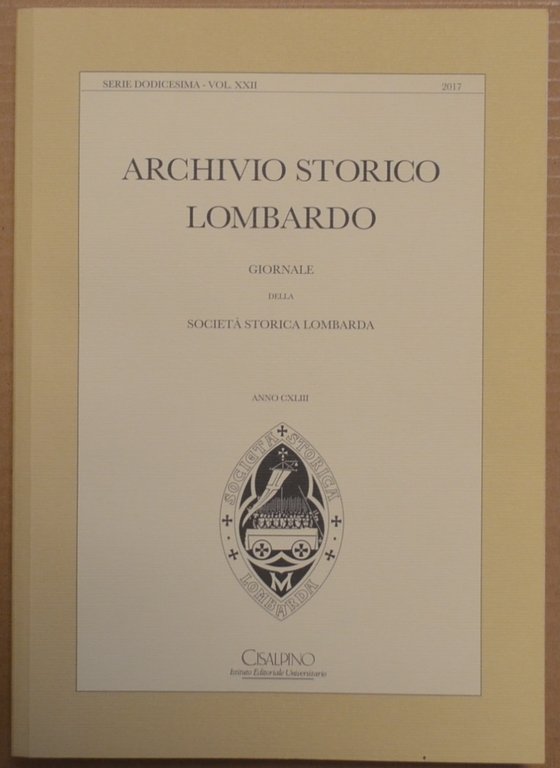 SERIE DODICESIMA - VOL. XXII 2017
ARCHIVIO STORICO
LOMBARDO
GIORNALE
DELLA
SOCIETÀ STORICA LOMBARDA
ANNO CXLIII
SOCIETÀ STORICA
LOMBARDA
M
CISALPINO
Istituto Editoriale Universitario